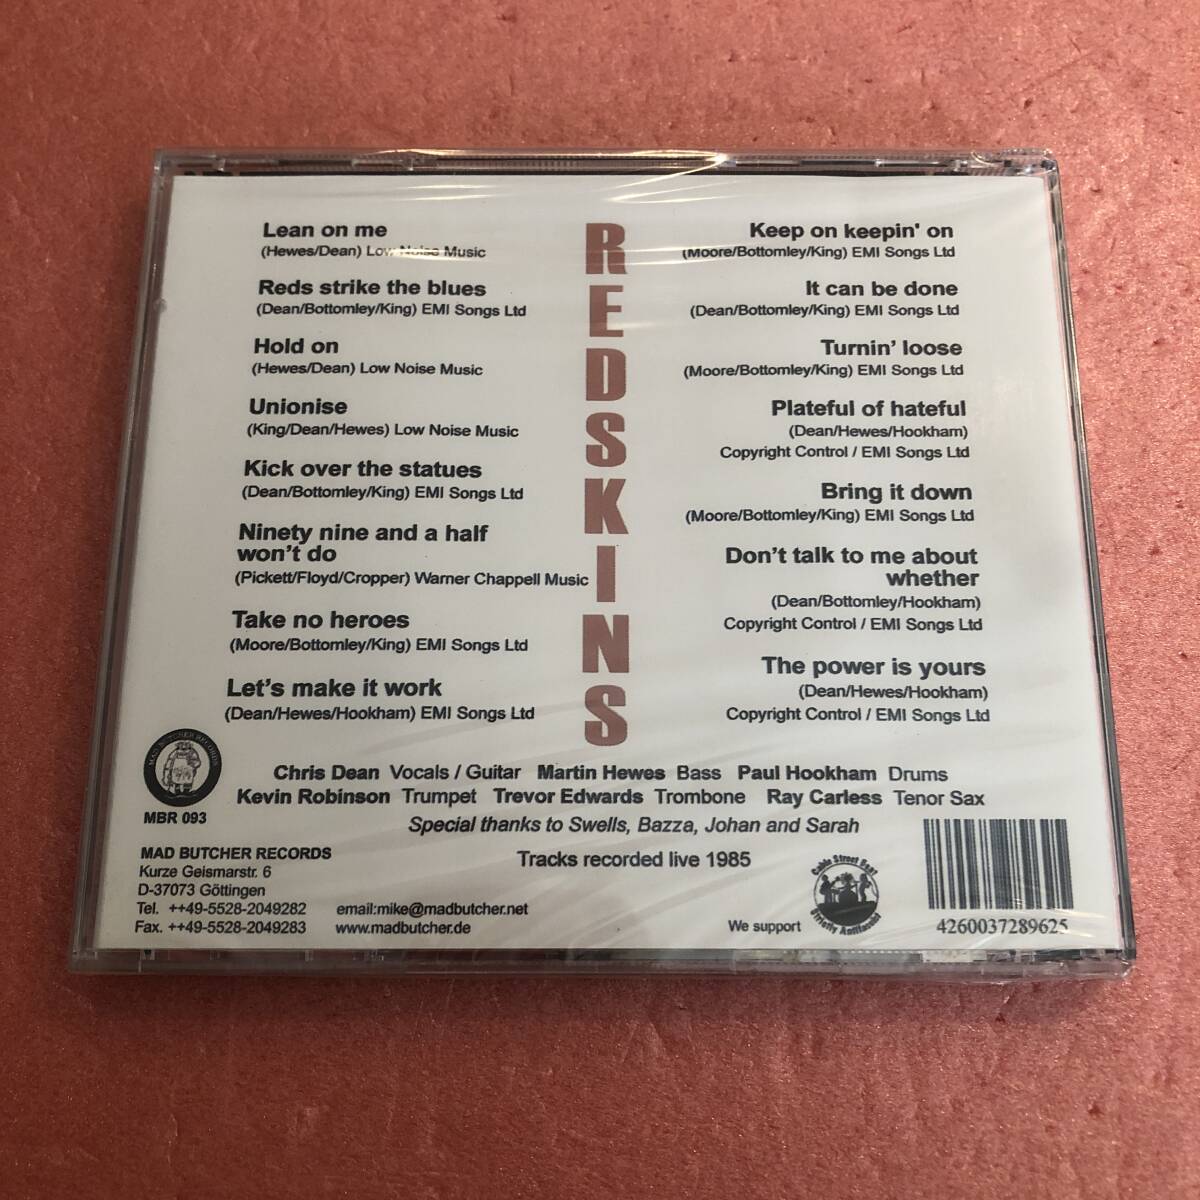 Lean on me
(Hewes/Dean) Low Noise Music
Reds strike the blues
(Dean/Bottomley/King) EMI Songs Ltd
Hold on
(Hewes/Dean) Low Noise Music
Unionise
(King/Dean/Hewes) Low Noise Music
Kick over the statues
(Dean/Bottomley/King) EMI Songs Ltd
Ninety nine and a half
won't do
(Pickett/Floyd/Cropper) Warner Chappell Music
Take no heroes
(Moore/Bottomley/King) EMI Songs Ltd
Let's make it work
(Dean/Hewes/Hookham) EMI Songs Ltd
REDSKINS
Keep on keepin' on
(Moore/Bottomley/King) EMI Songs Ltd
It can be done
(Dean/Bottomley/King) EMI Songs Ltd
Turnin' loose
(Moore/Bottomley/King) EMI Songs Ltd
Plateful of hateful
(Dean/Hewes/Hookham)
Copyright Control / EMI Songs Ltd
Bring it down
(Moore/Bottomley/King) EMI Songs Ltd
Don't talk to me about
whether
(Dean/Bottomley/Hookham)
Copyright Control / EMI Songs Ltd
The power is yours
(Dean/Hewes/Hookham)
Copyright Control / EMI Songs Ltd
Chris Dean Vocals / Guitar Martin Hewes Bass Paul Hookham Drums
Kevin Robinson Trumpet Trevor Edwards Trombone Ray Carless Tenor Sax
Special thanks to Swells, Bazza, Johan and Sarah
Tracks recorded live 1985
MAD BUTCHER RECORDS
MBR 093
MAD BUTCHER RECORDS
Kurze Geismarstr. 6
D-37073 Göttingen
Tel. ++49-5528-2049282
Fax. ++49-5528-2049283
email:mike@madbutcher.net
www.madbutcher.de
We support
Cable Street Beat
Strictly Antifascist
4260037289625